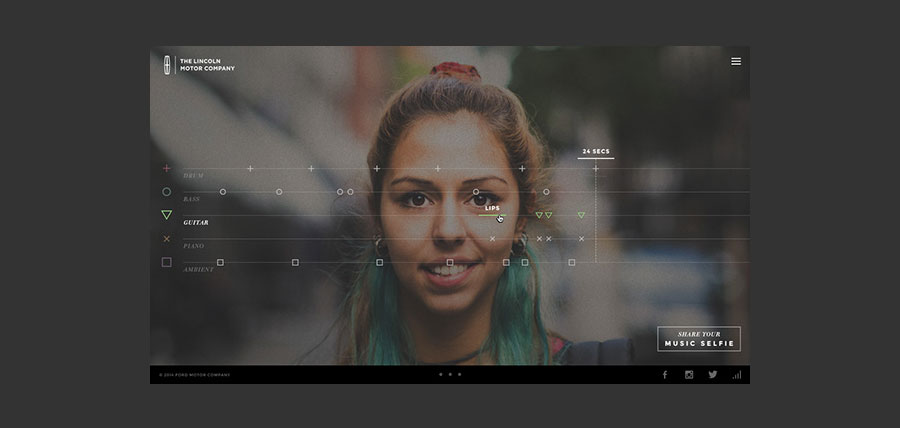 THE LINCOLN
MOTOR COMPANY
24 SECS
DRUM
BASS
LIPS
GUITAR
PIANO
AMBIENT
SHARE YOUR
MUSIC SELFIE
© 2014 FORD MOTOR COMPANY